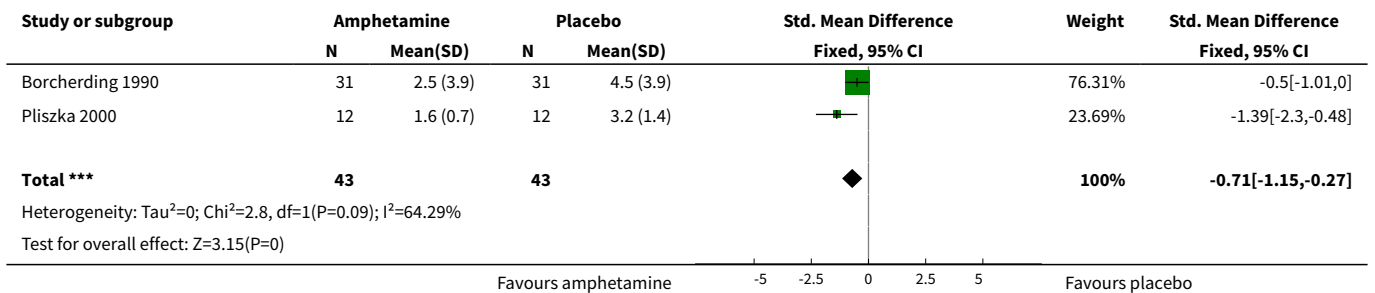 Study or subgroup Amphetamine Placebo Std. Mean Difference Weight Std. Mean Difference
N Mean(SD) N Mean(SD) Fixed, 95% CI Fixed, 95% CI
Borcherding 1990 31 2.5 (3.9) 31 4.5 (3.9) 76.31% -0.5[-1.01,0]
Pliszka 2000 12 1.6 (0.7) 12 3.2 (1.4) 23.69% -1.39[-2.3,-0.48]
Total *** 43 43 100% -0.71[-1.15,-0.27]
Heterogeneity: Tau²=0; Chi²=2.8, df=1(P=0.09); I²=64.29%
Test for overall effect: Z=3.15(P=0)
Favours amphetamine -5 -2.5 0 2.5 5 Favours placebo